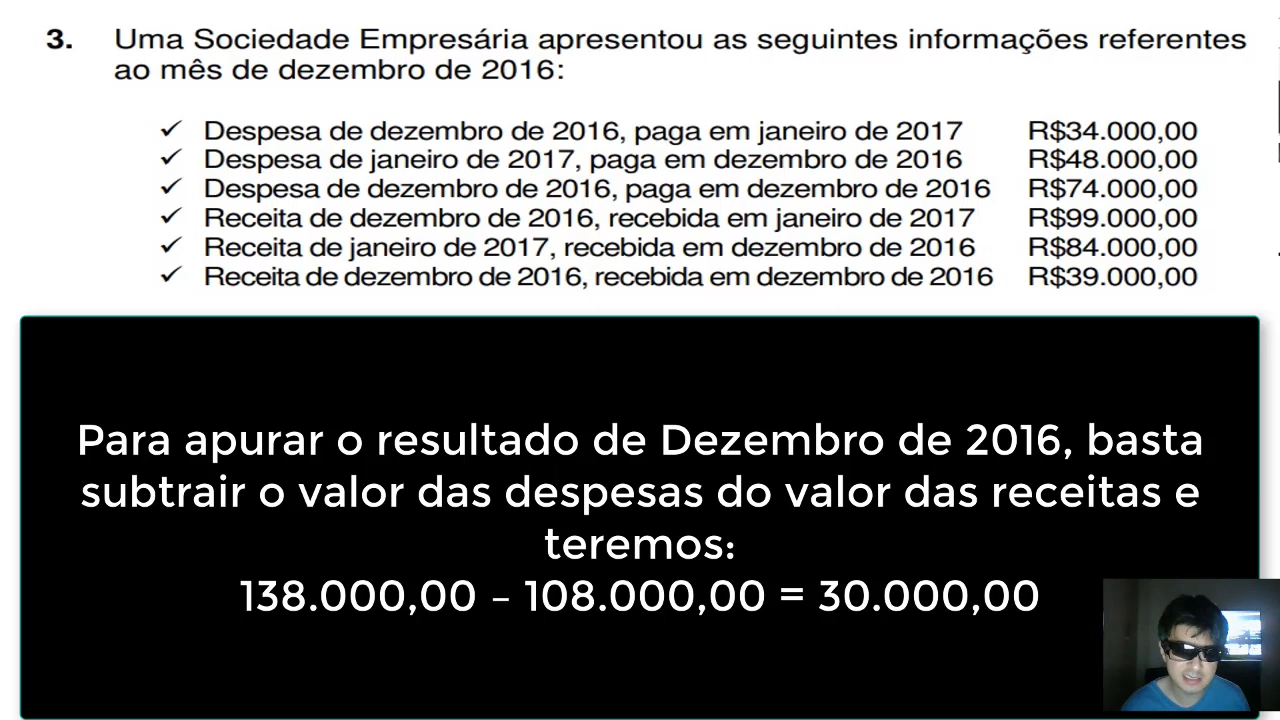 3. Uma Sociedade Empresária apresentou as seguintes informações referentes
ao mês de dezembro de 2016:
✓ Despesa de dezembro de 2016, paga em janeiro de 2017 R$34.000,00
✓ Despesa de janeiro de 2017, paga em dezembro de 2016 R$48.000,00
✓ Despesa de dezembro de 2016, paga em dezembro de 2016 R$74.000,00
✓ Receita de dezembro de 2016, recebida em janeiro de 2017 R$99.000,00
✓ Receita de janeiro de 2017, recebida em dezembro de 2016 R$84.000,00
✓ Receita de dezembro de 2016, recebida em dezembro de 2016 R$39.000,00
Para apurar o resultado de Dezembro de 2016, basta
subtrair o valor das despesas do valor das receitas e
teremos:
138.000,00 – 108.000,00 = 30.000,00